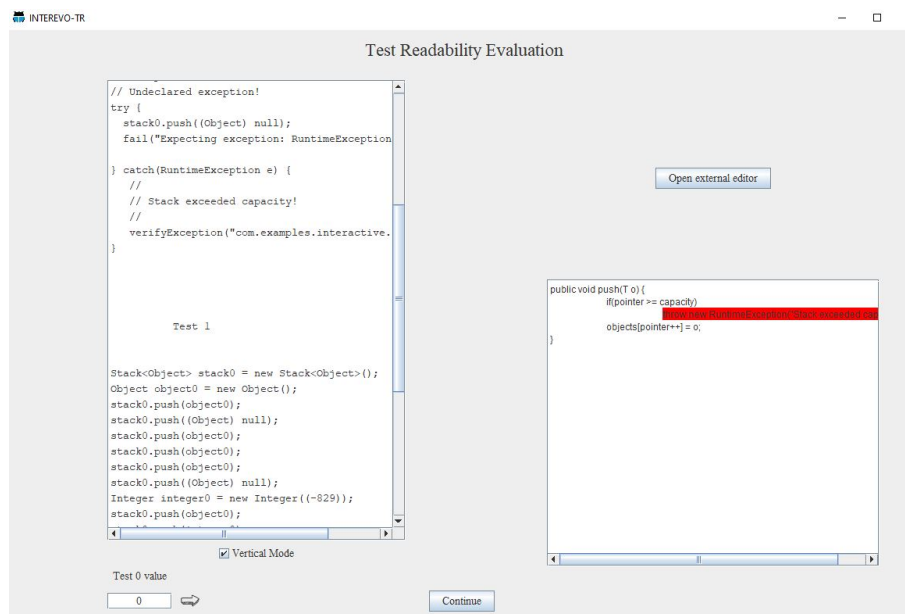 INTEREVO-TR
Test Readability Evaluation
// Undeclared exception!
try {
  stack0.push((Object) null);
  fail("Expecting exception: RuntimeException
} catch(RuntimeException e) {
   //
   // Stack exceeded capacity!
   //
   verifyException("com.examples.interactive.
}
Test 1
Stack<Object> stack0 = new Stack<Object>();
Object object0 = new Object();
stack0.push(object0);
stack0.push((Object) null);
stack0.push(object0);
stack0.push(object0);
stack0.push(object0);
stack0.push((Object) null);
Integer integer0 = new Integer((-829));
stack0.push(object0);
Vertical Mode
Test 0 value
0
Continue
Open external editor
public void push(T o) {
if(pointer >= capacity)
throw new RuntimeException("Stack exceeded cap
objects[pointer++] = o;
}